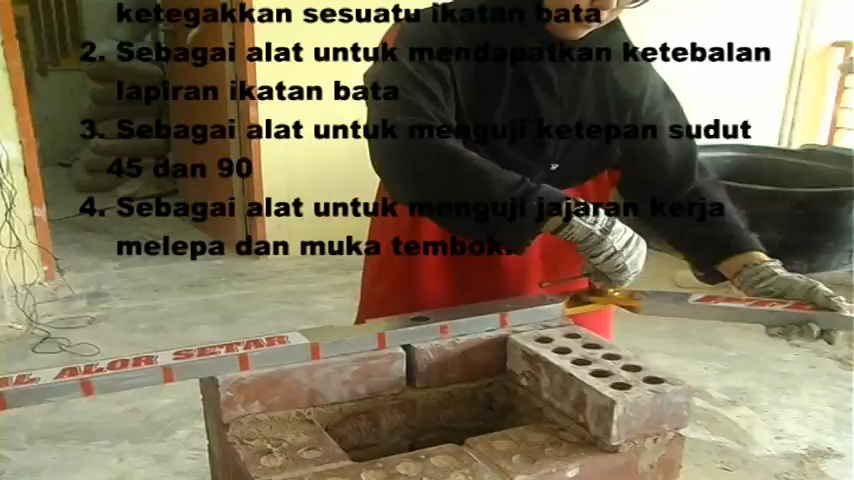 ketegakkan sesuatu ikatan bata
2. Sebagai alat untuk mendapatkan ketebalan
lapiran ikatan bata
3. Sebagai alat untuk menguji ketepan sudut
45 dan 90
4. Sebagai alat untuk menguji jajaran kerja
melepa dan muka tembok.
AL ALOR SETAR